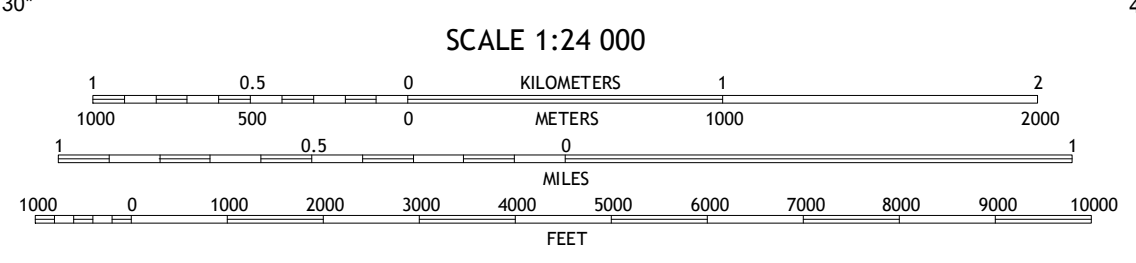 30" 4
SCALE 1:24 000
1 0.5 0 KILOMETERS 1 2
1000 500 0 METERS 1000 2000
1 0.5 0 1
MILES
1000 0 1000 2000 3000 4000 5000 6000 7000 8000 9000 10000
FEET